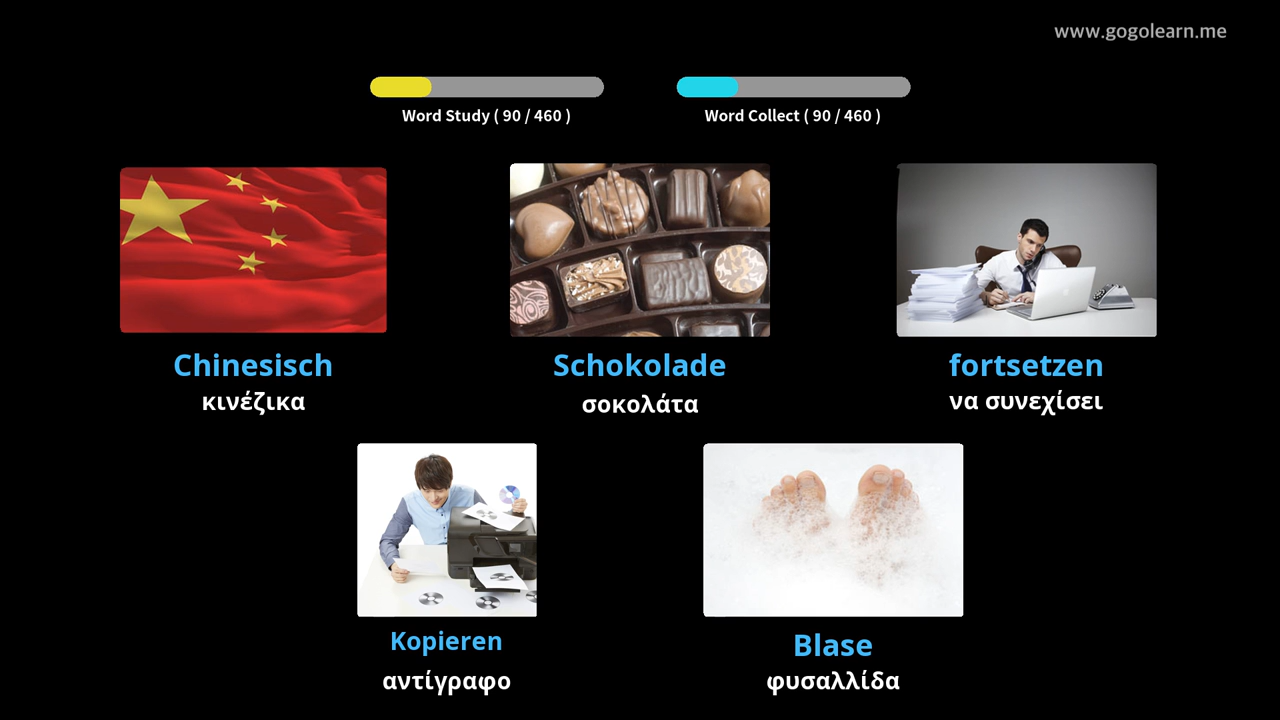 www.gogolearn.me
Word Study ( 90 / 460 )
Word Collect ( 90 / 460 )
Chinesisch
κινέζικα
Schokolade
σοκολάτα
fortsetzen
να συνεχίσει
Kopieren
αντίγραφο
Blase
φυσαλλίδα